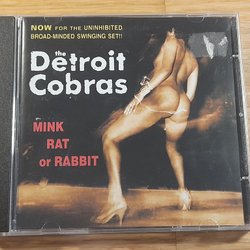 NOW FOR THE UNINHIBITED
BROAD-MINDED SWINGING SET!!
the
Detroit
Cobras
MINK
RAT
or RABBIT